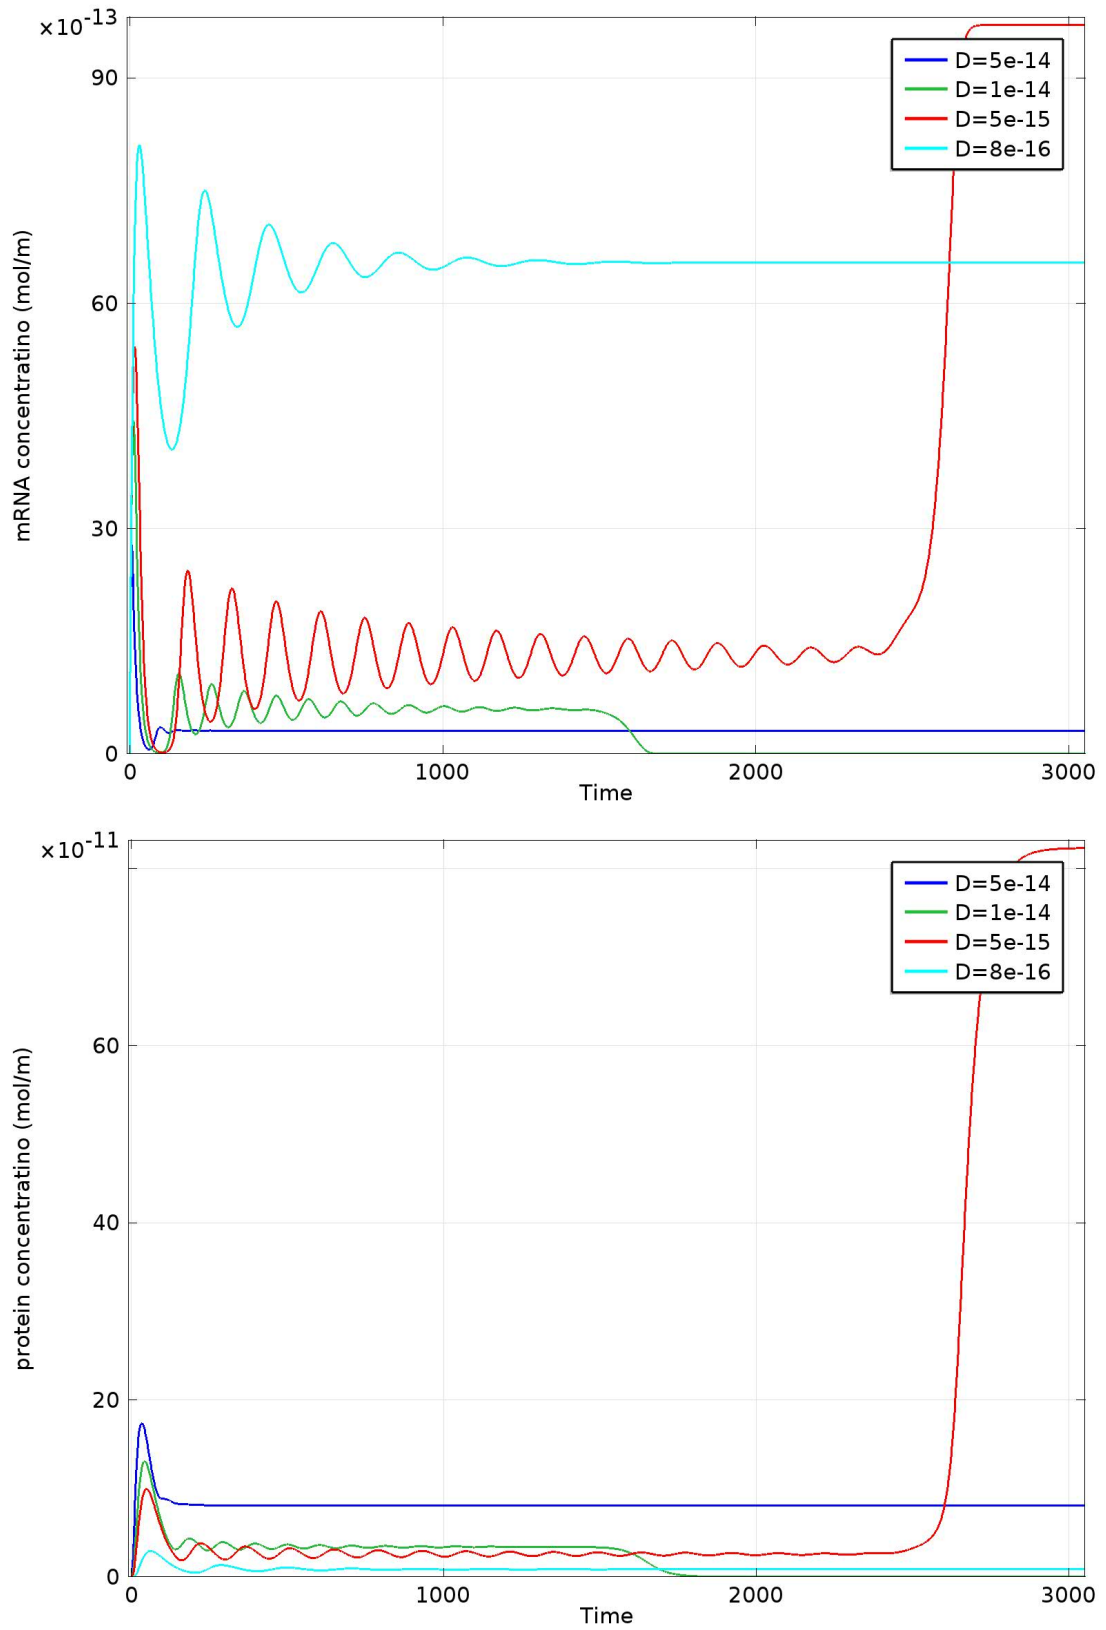 ×10-13
90
60
30
0
mRNA concentratino (mol/m)
D=5e-14
D=1e-14
D=5e-15
D=8e-16
0 1000 2000 3000
Time
×10-11
60
40
20
0
protein concentratino (mol/m)
D=5e-14
D=1e-14
D=5e-15
D=8e-16
0 1000 2000 3000
Time